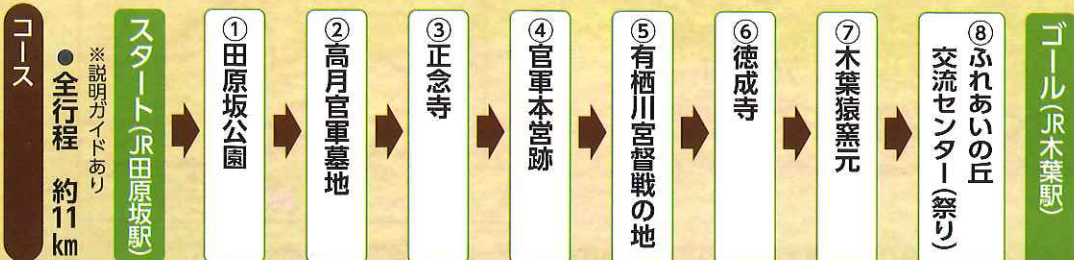 コース
●全行程 約11km
※説明ガイドあり
スタート(JR田原坂駅)
①田原坂公園
②高月官軍墓地
③正念寺
④官軍本営跡
⑤有栖川宮督戦の地
⑥徳成寺
⑦木葉猿窯元
⑧ふれあいの丘
交流センター(祭り)
ゴール(JR木葉駅)